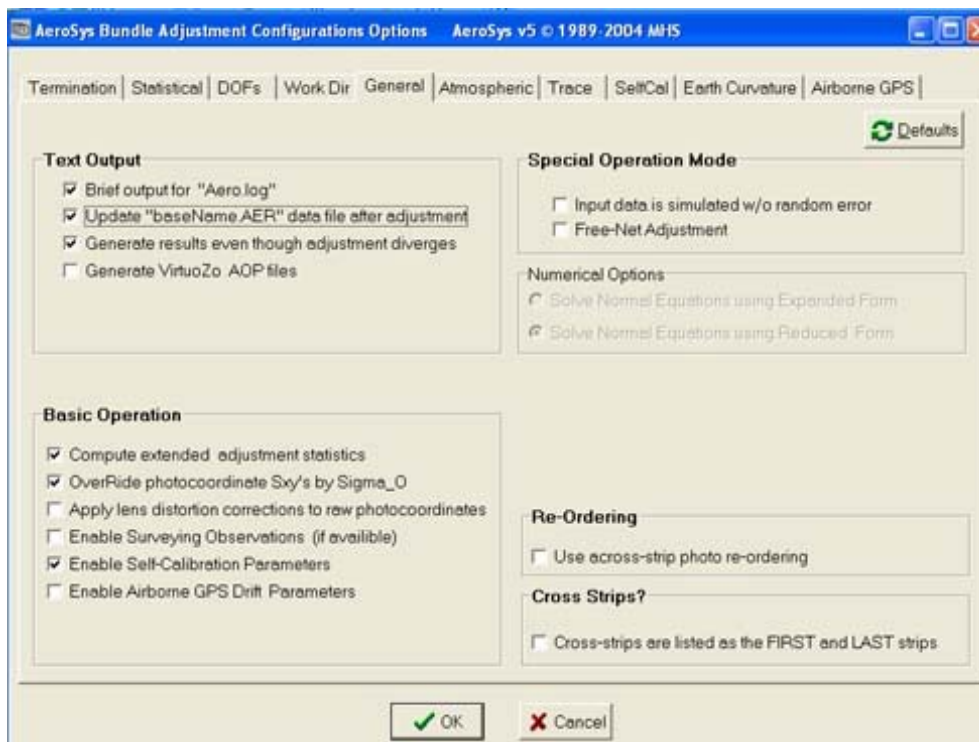 AeroSys Bundle Adjustment Configurations Options AeroSys v5 © 1989-2004 MHS
Termination Statistical DOFs Work Dir General Atmospheric Trace SelfCal Earth Curvature Airborne GPS
Defaults
Text Output
Brief output for "Aero.log"
Update "baseName.AER" data file after adjustment
Generate results even though adjustment diverges
Generate VirtuoZo AOP files
Special Operation Mode
Input data is simulated w/o random error
Free-Net Adjustment
Numerical Options
Solve Normal Equations using Expanded Form
Solve Normal Equations using Reduced Form
Basic Operation
Compute extended adjustment statistics
OverRide photocoordinate Sxy's by Sigma_O
Apply lens distortion corrections to raw photocoordinates
Enable Surveying Observations (if availible)
Enable Self-Calibration Parameters
Enable Airborne GPS Drift Parameters
Re-Ordering
Use across-strip photo re-ordering
Cross Strips?
Cross-strips are listed as the FIRST and LAST strips
OK
Cancel